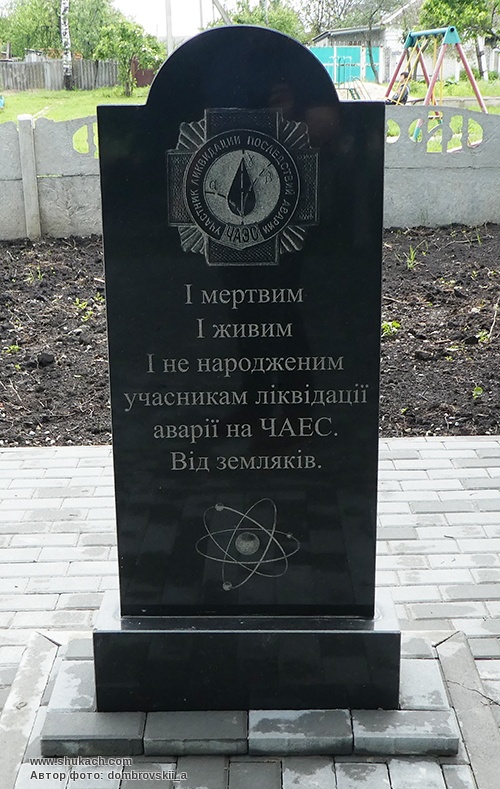 УЧАСТНИК ЛИКВИДАЦИИ ПОСЛЕДСТВИЙ АВАРИИ
ЧАЭС
І мертвим
І живим
І не народженим
учасникам ліквідації
аварії на ЧАЕС.
Від земляків.
www.shukach.com
Автор фото: dombrovskii_a